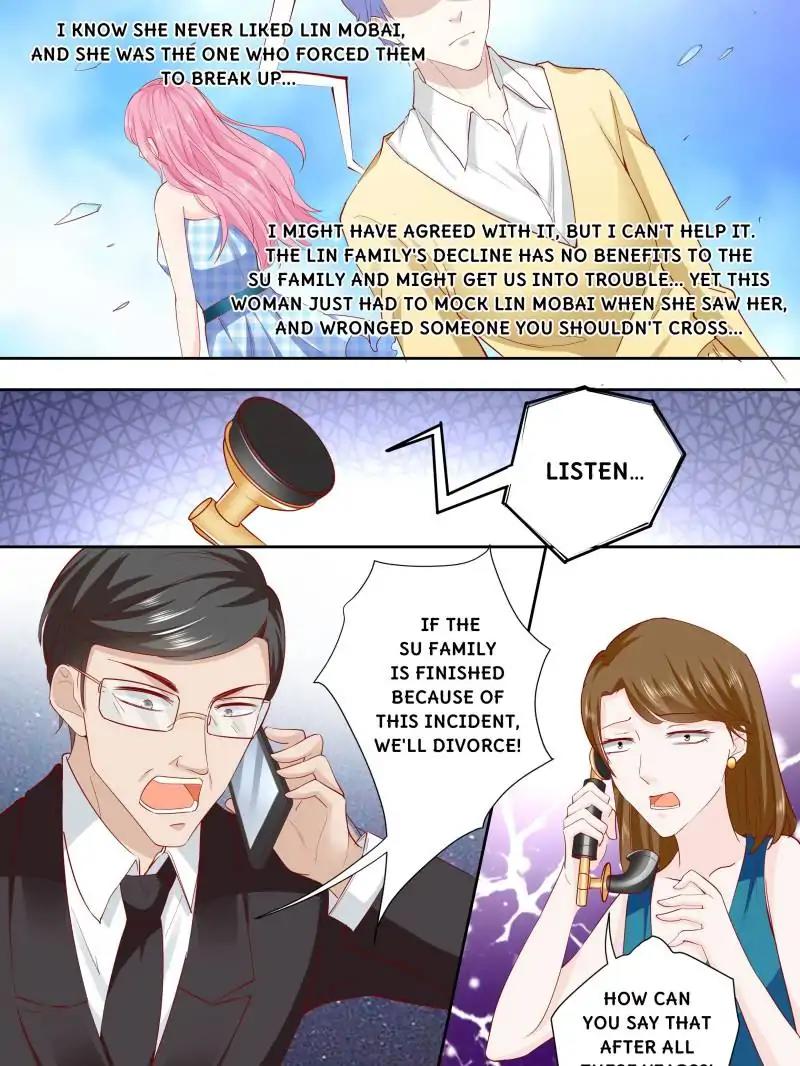 I KNOW SHE NEVER LIKED LIN MOBAI,
AND SHE WAS THE ONE WHO FORCED THEM
TO BREAK UP...
I MIGHT HAVE AGREED WITH IT, BUT I CAN'T HELP IT.
THE LIN FAMILY'S DECLINE HAS NO BENEFITS TO THE
SU FAMILY AND MIGHT GET US INTO TROUBLE... YET THIS
WOMAN JUST HAD TO MOCK LIN MOBAI WHEN SHE SAW HER,
AND WRONGED SOMEONE YOU SHOULDN'T CROSS...
LISTEN...
IF THE
SU FAMILY
IS FINISHED
BECAUSE OF
THIS INCIDENT,
WE'LL DIVORCE!
HOW CAN
YOU SAY THAT
AFTER ALL